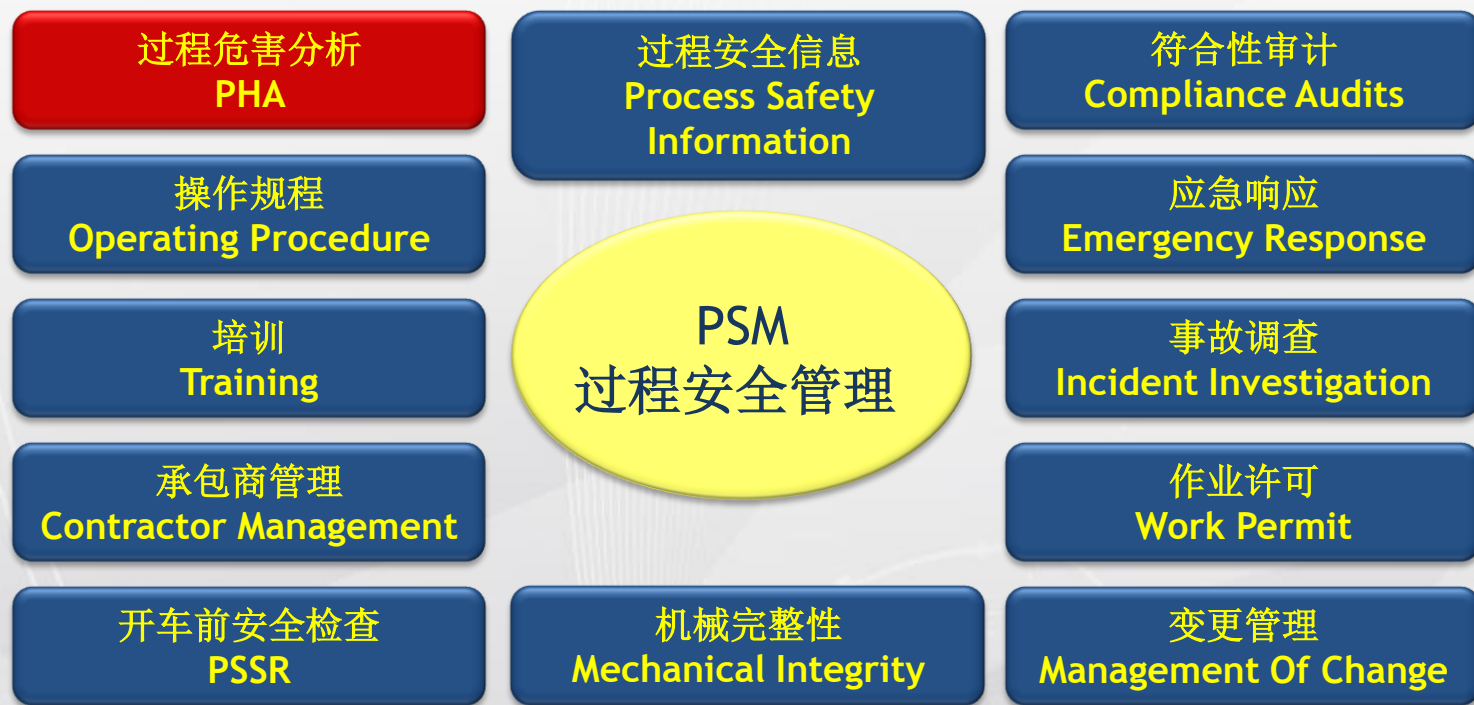 过程危害分析
PHA
过程安全信息
Process Safety
Information
符合性审计
Compliance Audits
操作规程
Operating Procedure
应急响应
Emergency Response
培训
Training
PSM
过程安全管理
事故调查
Incident Investigation
承包商管理
Contractor Management
作业许可
Work Permit
开车前安全检查
PSSR
机械完整性
Mechanical Integrity
变更管理
Management Of Change